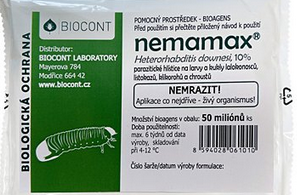 BIOCONT
BIOLOGICKÁ OCHRANA
Distributor:
BIOCONT LABORATORY
Mayerova 784
Modřice 664 42
www.biocont.cz
POMOCNÝ PROSTŘEDEK - BIOAGENS
Před použitím si přečtěte přiložený návod k použití
nemamax®
Heterorhabditis downesi, 10%
parazitické hlístice na larvy a kukly lalokonosců,
listokazů, klikoroha a chroustů
NEMRAZIT!
Aplikace co nejdříve - živý organismus!
Množství bioagens v obalu: 50 miliónů ks
Doba použitelnosti:
max. 6 týdnů od data
výroby, skladování
při 4-12 °C
8 594028 061010
Číslo šarže/datum výroby formulace: